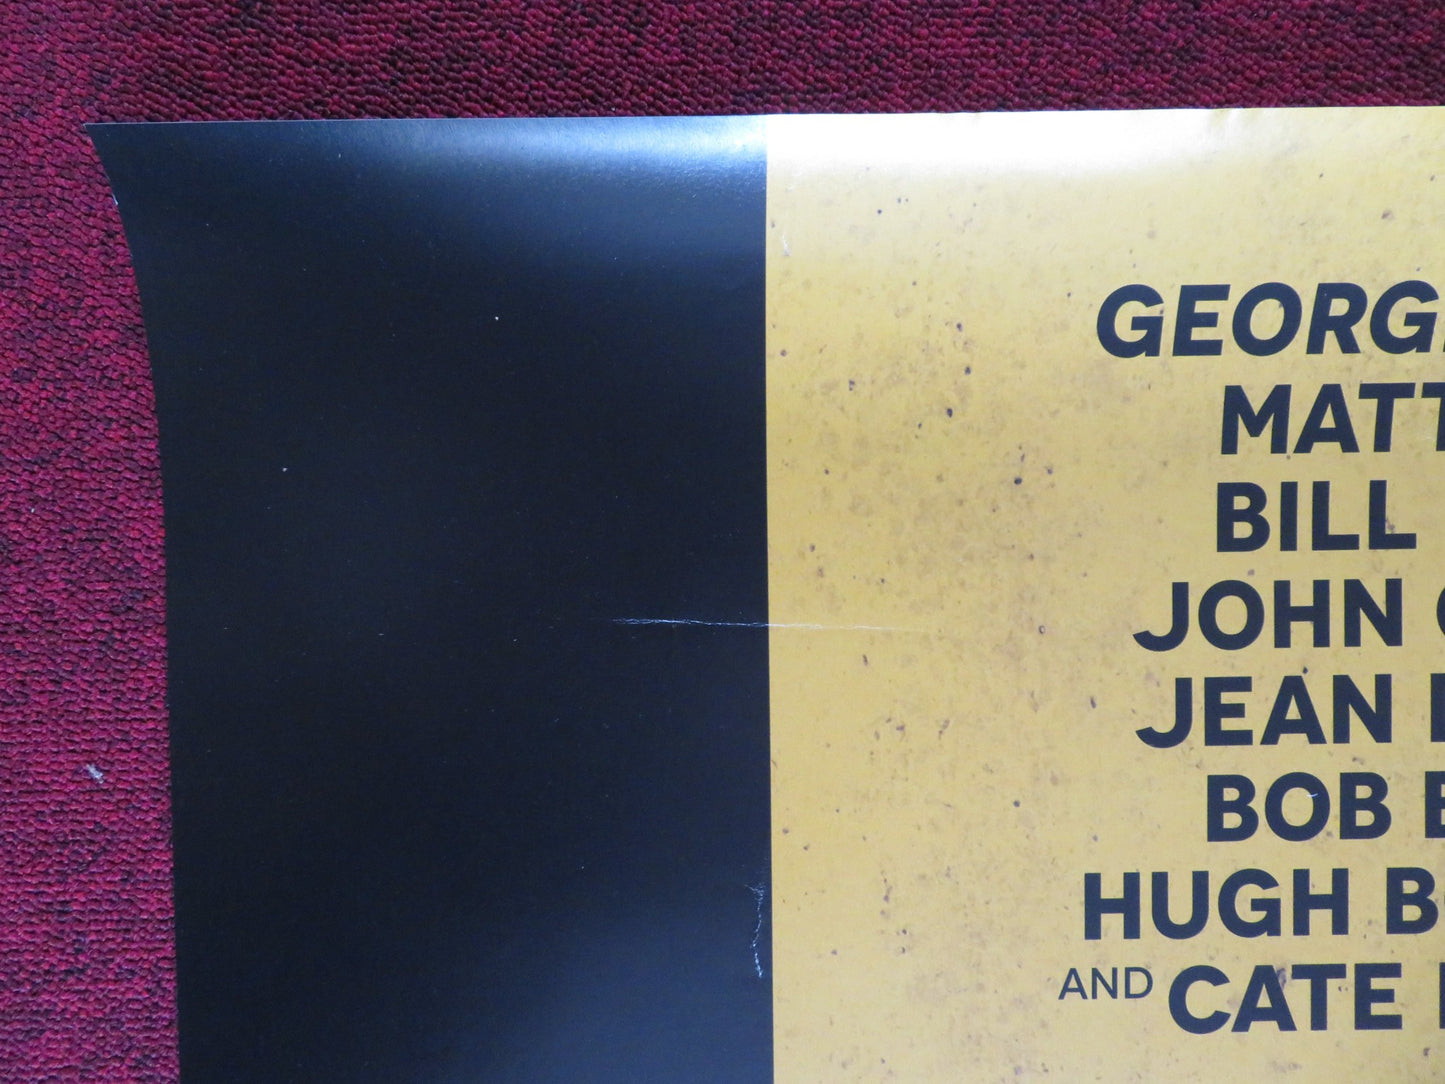 GEORG
MATT
BILL
JOHN
JEAN
BOB
HUGH B
AND CATE